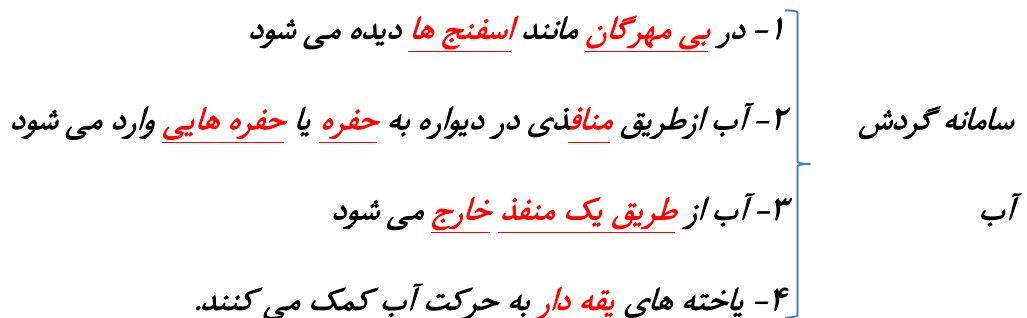 ۱- در بی مهرگان مانند اسفنج ها دیده می شود
سامانه گردش
۲- آب ازطریق منافذی در دیواره به حفره یا حفره هایی وارد می شود
آب
۳- آب از طریق یک منفذ خارج می شود
۴- یاخته های یقه دار به حرکت آب کمک می کنند.